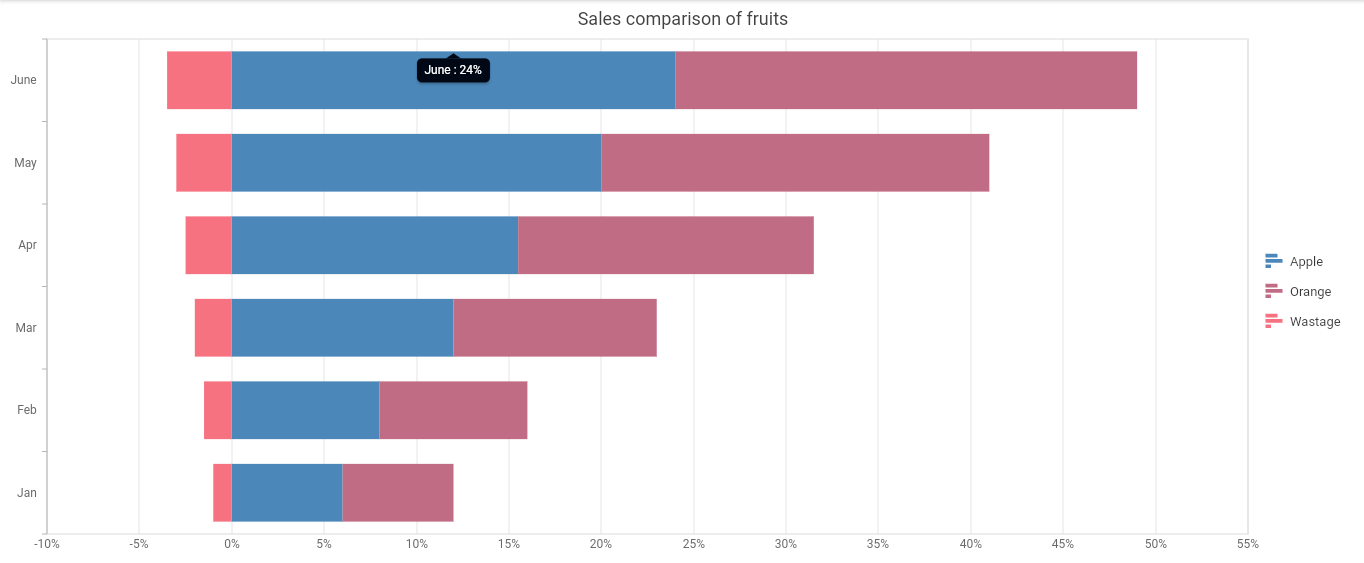 Sales comparison of fruits
June
June : 24%
May
Apr
Mar
Feb
Jan
-10% -5% 0% 5% 10% 15% 20% 25% 30% 35% 40% 45% 50% 55%
Apple
Orange
Wastage